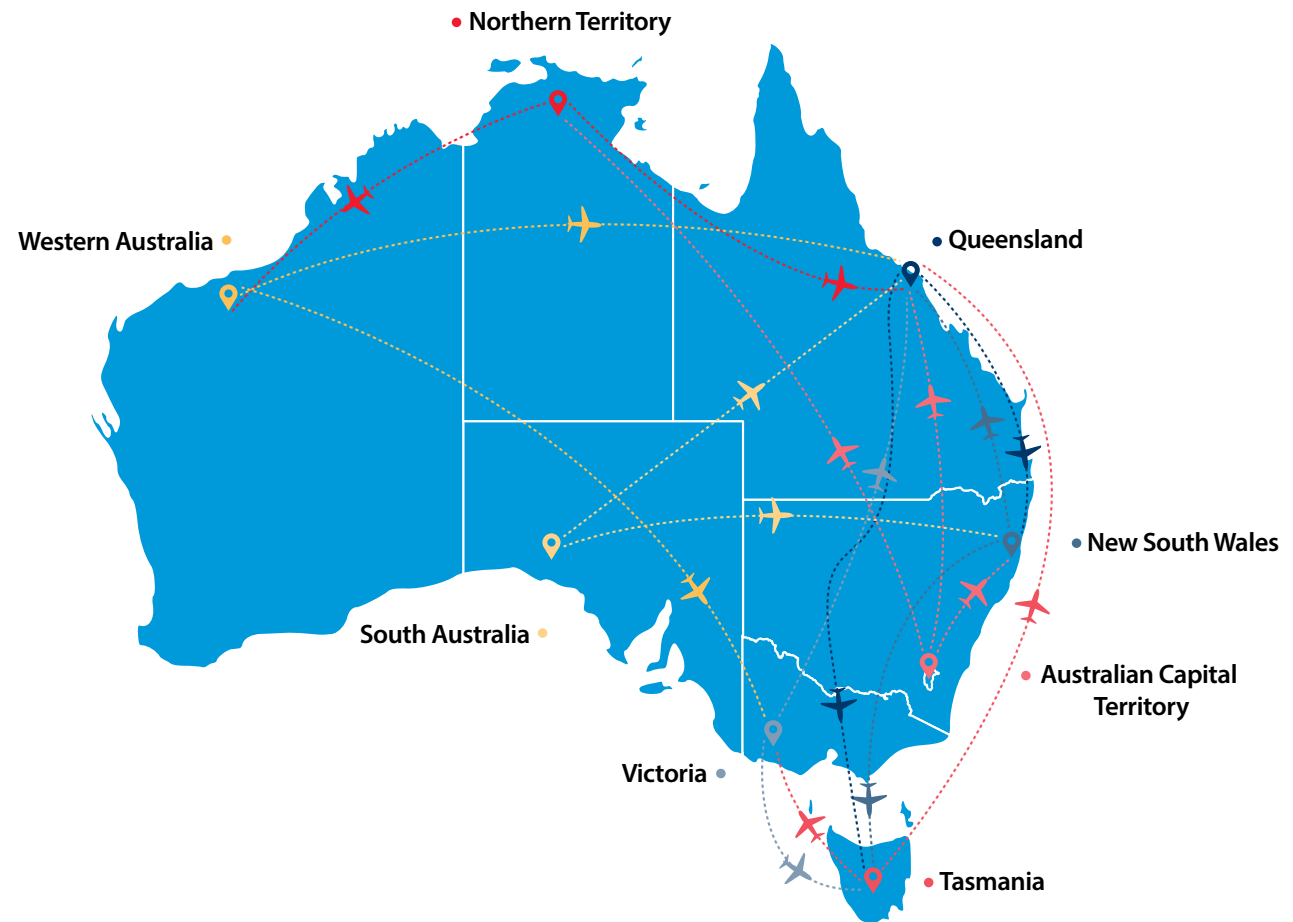 Northern Territory
Western Australia
Queensland
New South Wales
South Australia
Australian Capital
Territory
Victoria
Tasmania